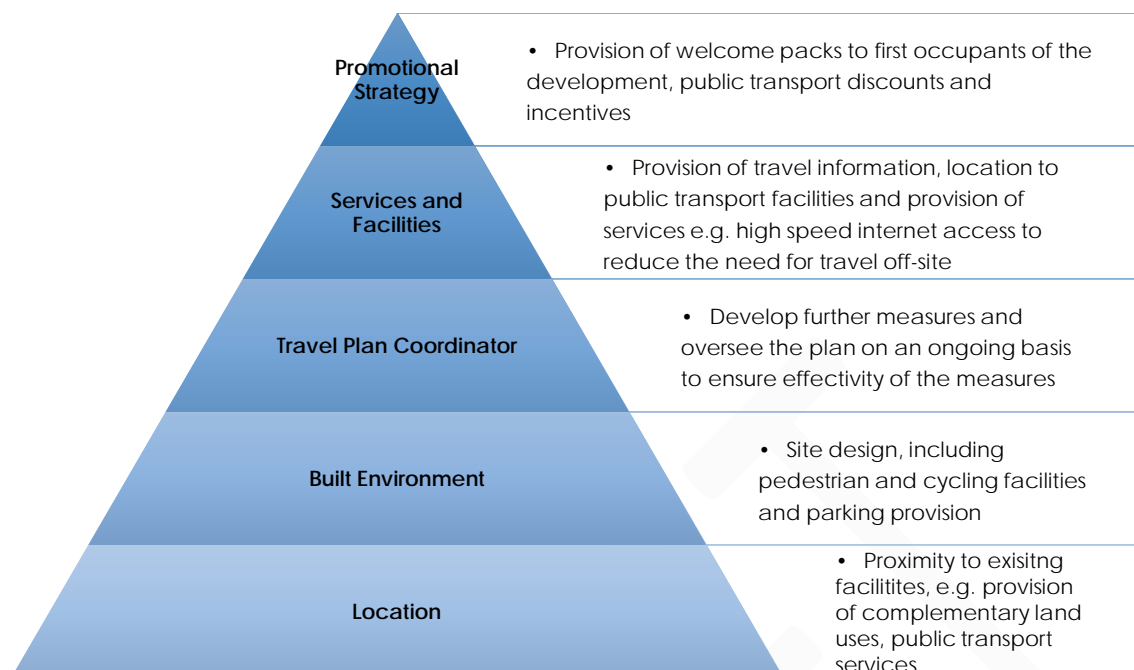 Promotional
Strategy
• Provision of welcome packs to first occupants of the
development, public transport discounts and
incentives
Services and
Facilities
• Provision of travel information, location to
public transport facilities and provision of
services e.g. high speed internet access to
reduce the need for travel off-site
Travel Plan Coordinator
• Develop further measures and
oversee the plan on an ongoing basis
to ensure effectivity of the measures
Built Environment
• Site design, including
pedestrian and cycling facilities
and parking provision
Location
• Proximity to exisitng
facilitites, e.g. provision
of complementary land
uses, public transport
services